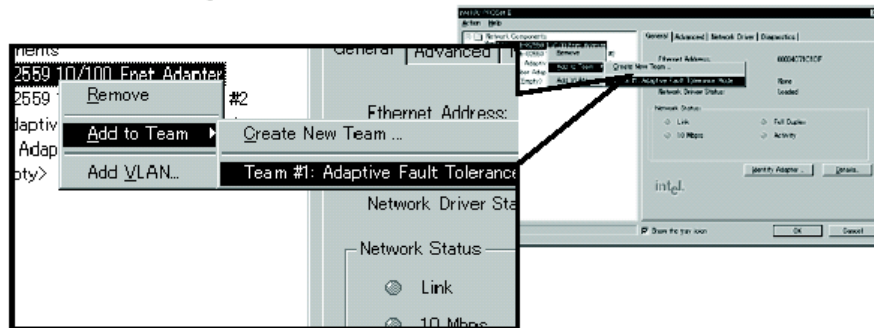 Action Help
Network Components
General Advanced Network Driver Diagnostics
Remove
Add to Team
Create New Team ...
Adaptive Fault Tolerance Mode
Add VLAN...
Ethernet Address:
None
Network Driver Status: Loaded
Network Status
Link
Full Duplex
10 Mbps
Activity
Identify Adapter...
Details...
intel.
OK
Cancel
ments
2559 10/100 Enet Adapter
2559
#2
daptiv
Adap
pty>
Remove
Add to Team
Create New Team ...
Team #1: Adaptive Fault Tolerance
Add VLAN...
General Advanced
Ethernet Address:
Network Driver Sta
Network Status
Link
10 Mbps